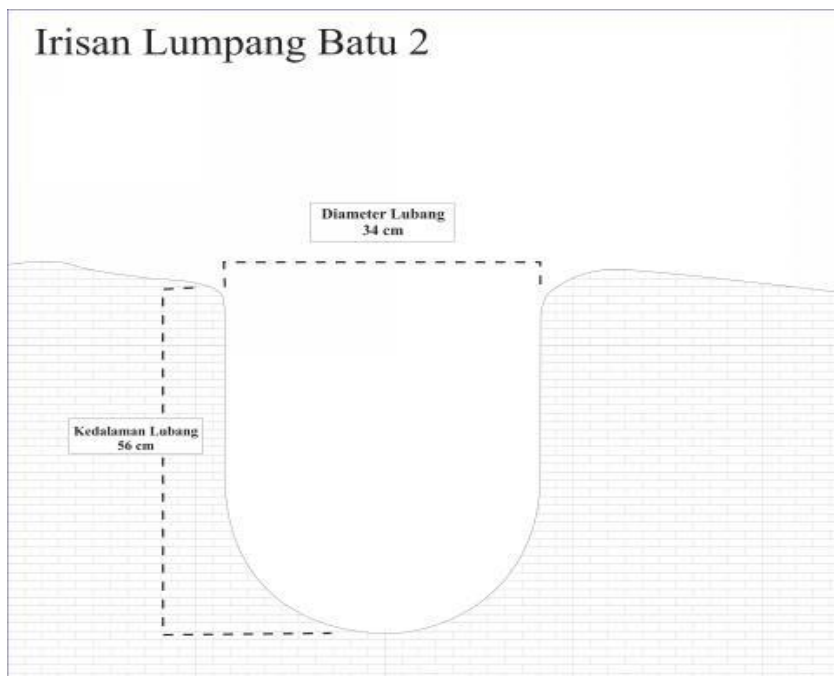 Irisan Lumpang Batu 2
Diameter Lubang
34 cm
Kedalaman Lubang
56 cm